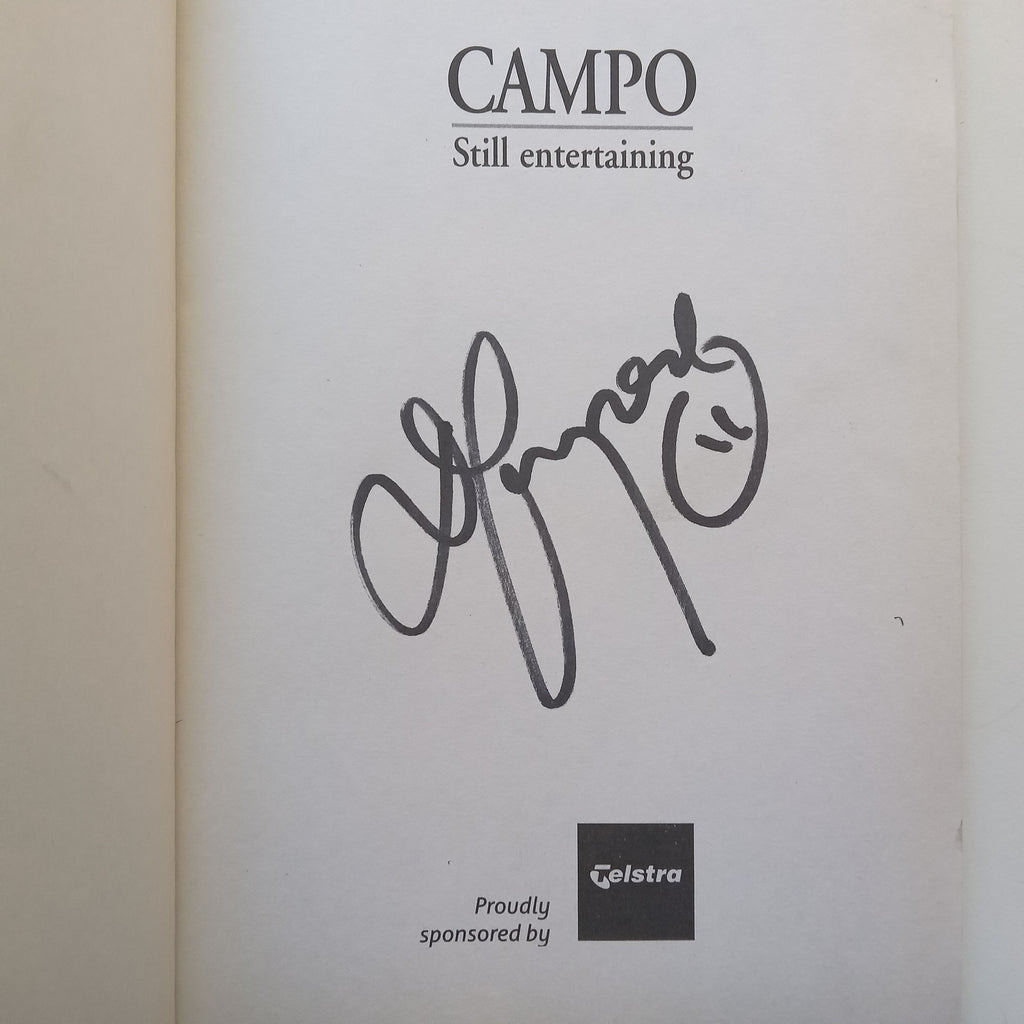 CAMPO
Still entertaining
Proudly
sponsored by
Telstra